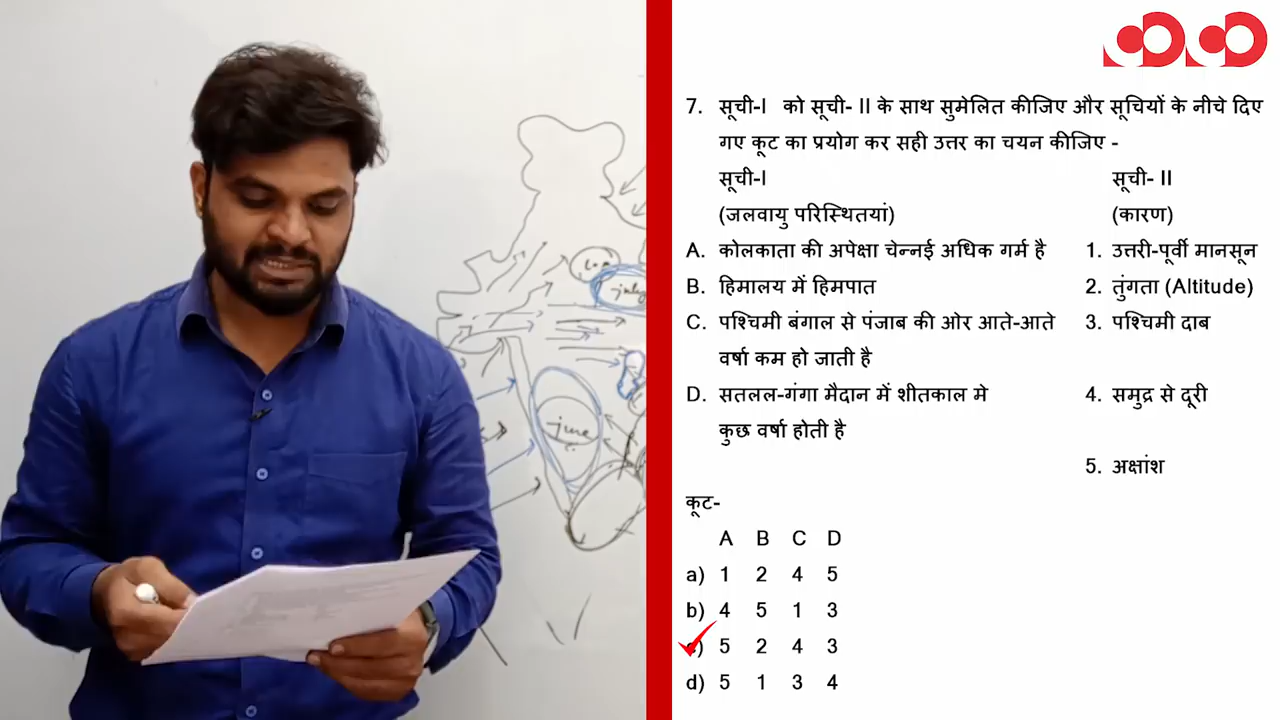 7. सूची-I को सूची- II के साथ सुमेलित कीजिए और सूचियों के नीचे दिए
गए कूट का प्रयोग कर सही उत्तर का चयन कीजिए -
सूची-I सूची- II
(जलवायु परिस्थितयां) (कारण)
A. कोलकाता की अपेक्षा चेन्नई अधिक गर्म है 1. उत्तरी-पूर्वी मानसून
B. हिमालय में हिमपात 2. तुंगता (Altitude)
C. पश्चिमी बंगाल से पंजाब की ओर आते-आते 3. पश्चिमी दाब
वर्षा कम हो जाती है
D. सतलल-गंगा मैदान में शीतकाल मे 4. समुद्र से दूरी
कुछ वर्षा होती है
5. अक्षांश
कूट-
A B C D
a) 1 2 4 5
b) 4 5 1 3
c) 5 2 4 3
d) 5 1 3 4
june